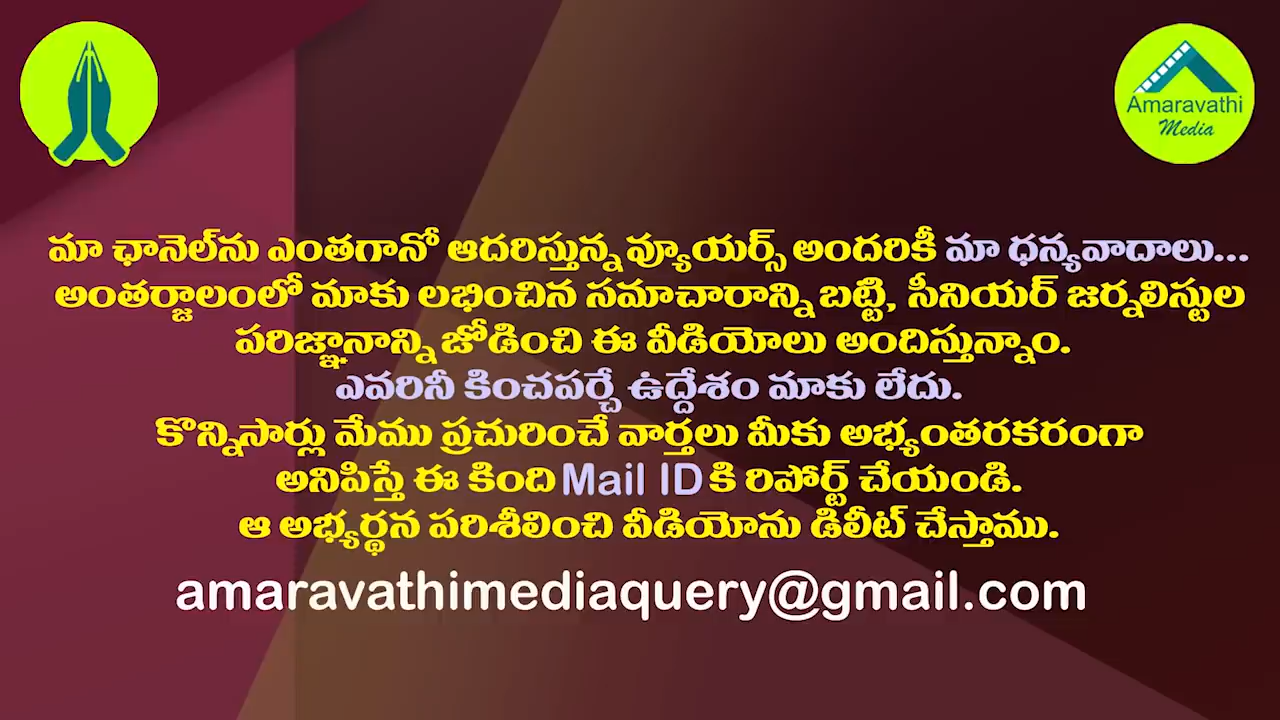 Amaravathi
Media
మా ఛానెల్‌ను ఎంతగానో ఆదరిస్తున్న వ్యూయర్స్ అందరికీ మా ధన్యవాదాలు...
అంతర్జాలంలో మాకు లభించిన సమాచారాన్ని బట్టి, సీనియర్ జర్నలిస్టుల
పరిజ్ఞానాన్ని జోడించి ఈ వీడియోలు అందిస్తున్నాం.
ఎవరినీ కించపర్చే ఉద్దేశం మాకు లేదు.
కొన్నిసార్లు మేము ప్రచురించే వార్తలు మీకు అభ్యంతరకరంగా
అనిపిస్తే ఈ కింది Mail ID కి రిపోర్ట్ చేయండి.
ఆ అభ్యర్థన పరిశీలించి వీడియోను డిలీట్ చేస్తాము.
amaravathimediaquery@gmail.com